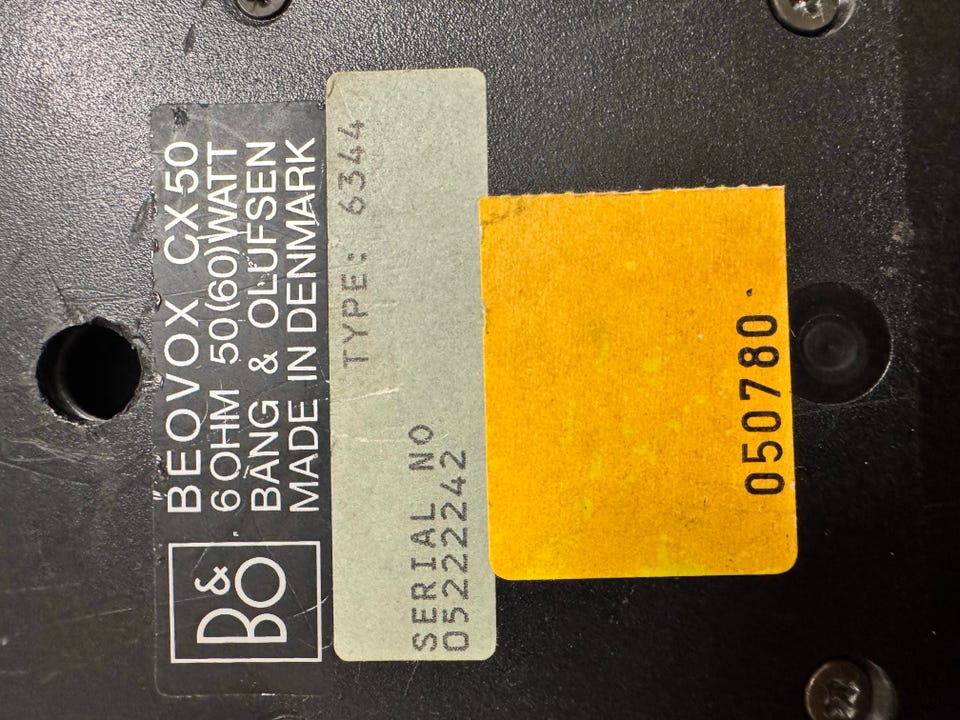 B&O
BEOVOX CX 50
6 OHM 50 (60) WATT
BANG & OLUFSEN
MADE IN DENMARK
TYPE: 6344
SERIAL NO
05222242
050780